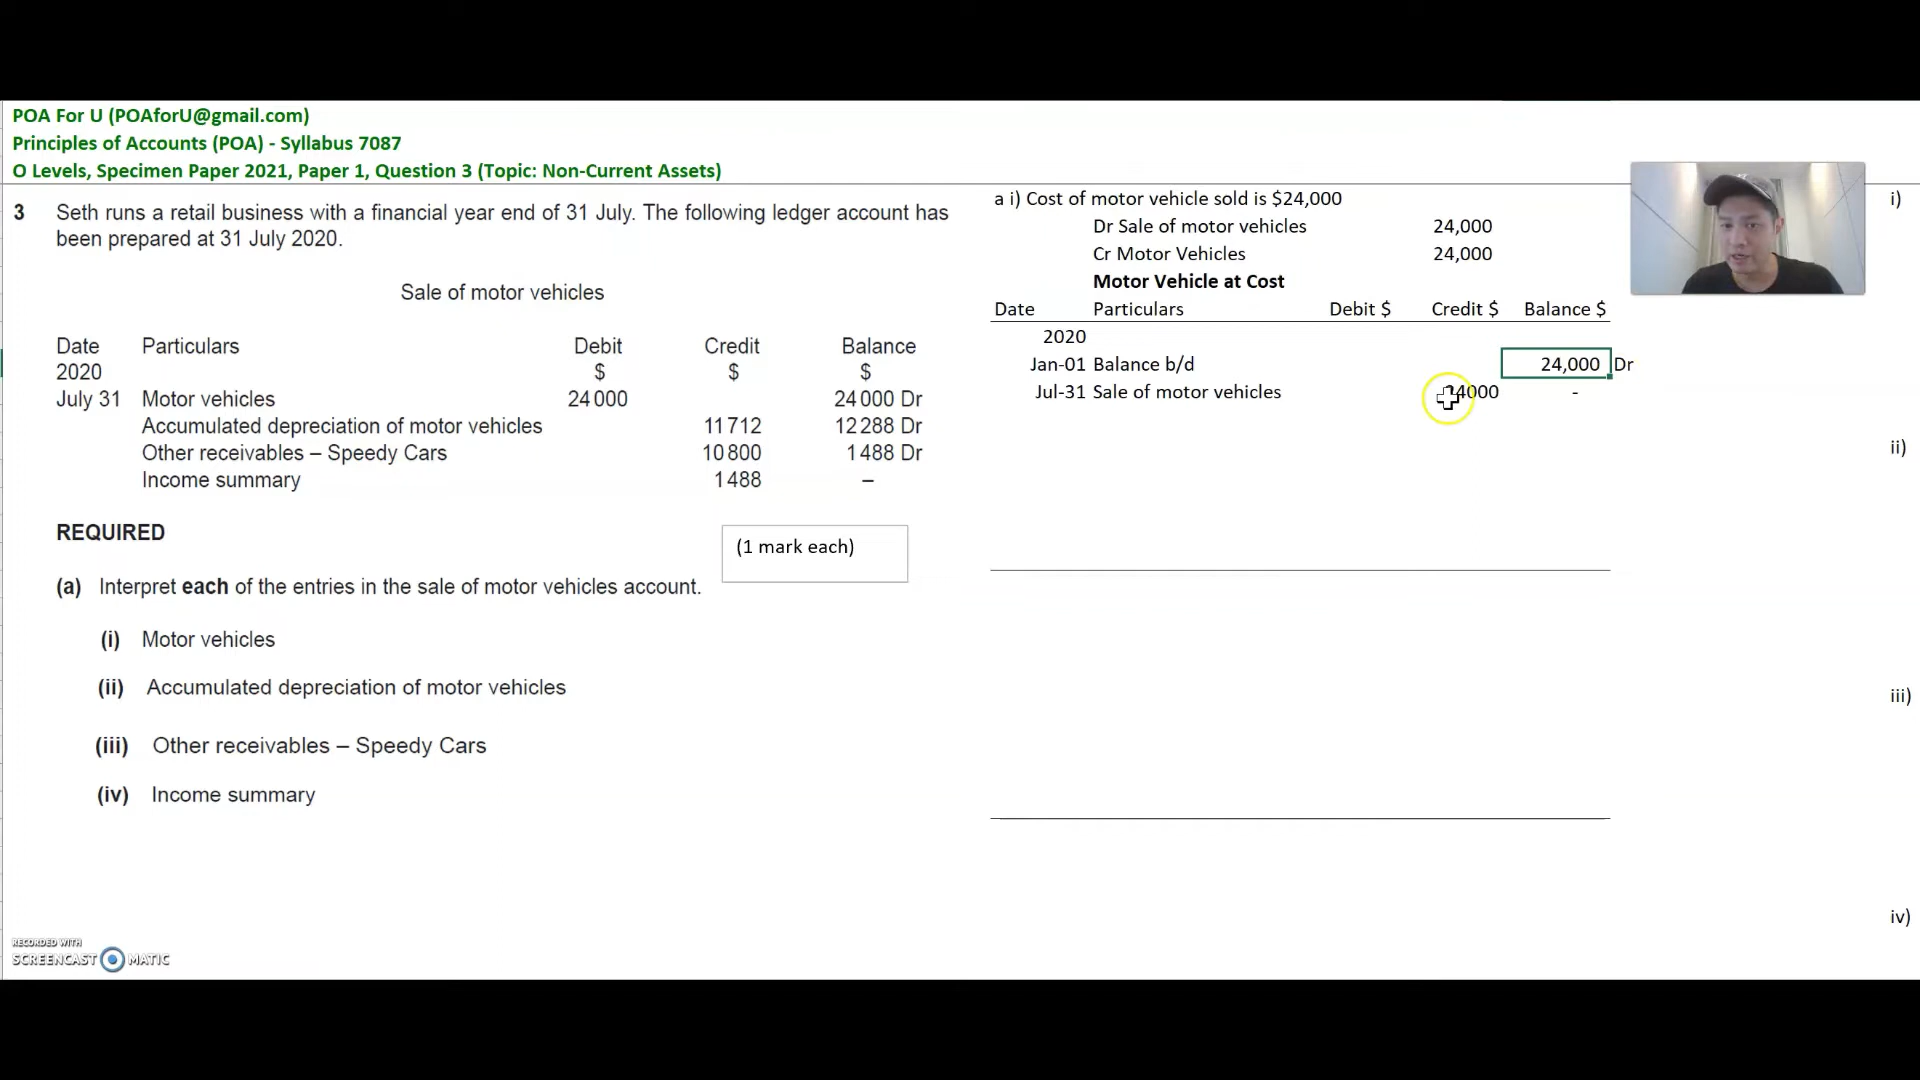 POA For U (POAforU@gmail.com)
Principles of Accounts (POA) - Syllabus 7087
O Levels, Specimen Paper 2021, Paper 1, Question 3 (Topic: Non-Current Assets)
3 Seth runs a retail business with a financial year end of 31 July. The following ledger account has
been prepared at 31 July 2020.
Sale of motor vehicles
Date Particulars Debit Credit Balance
2020 $ $ $
July 31 Motor vehicles 24 000 24 000 Dr
Accumulated depreciation of motor vehicles 11 712 12 288 Dr
Other receivables – Speedy Cars 10 800 1 488 Dr
Income summary 1 488 –
REQUIRED
(1 mark each)
(a) Interpret each of the entries in the sale of motor vehicles account.
(i) Motor vehicles
(ii) Accumulated depreciation of motor vehicles
(iii) Other receivables – Speedy Cars
(iv) Income summary
RECORDED WITH
SCREENCAST MATIC
a i) Cost of motor vehicle sold is $24,000
Dr Sale of motor vehicles 24,000
Cr Motor Vehicles 24,000
Motor Vehicle at Cost
Date Particulars Debit $ Credit $ Balance $
2020
Jan-01 Balance b/d 24,000 Dr
Jul-31 Sale of motor vehicles 24000 -
i)
ii)
iii)
iv)